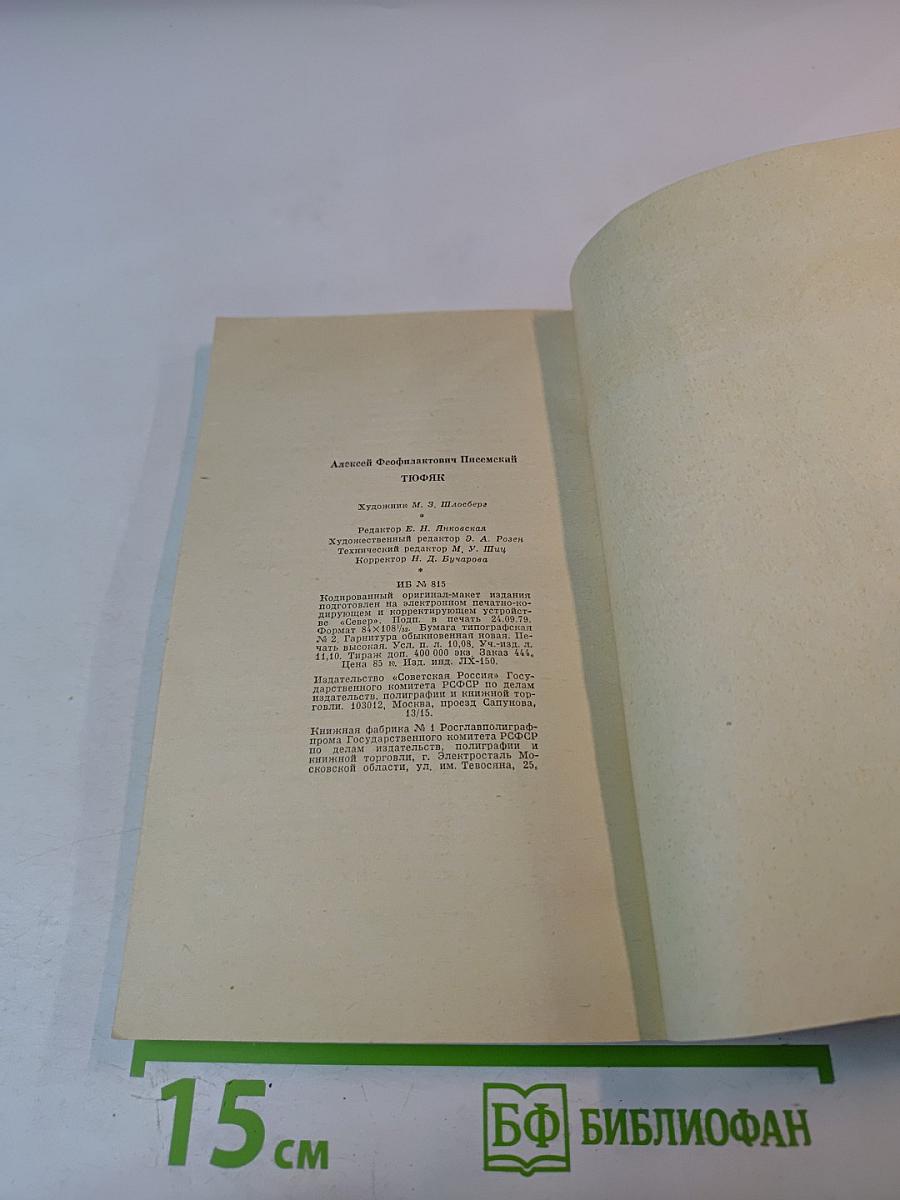 Алексей Феофилактович Писемский
ТЮФЯК
Художник М. З. Шлосберг
*
Редактор Е. Н. Янковская
Художественный редактор Э. А. Розен
Технический редактор М. У. Шиц
Корректор Н. Д. Бучарова
*
ИБ № 815
Кодированный оригинал-макет издания
подготовлен на электронном печатно-ко-
дирующем и корректирующем устройст-
ве «Север». Подп. в печать 24.09.79.
Формат 84×108¹/₃₂. Бумага типографская
№ 2. Гарнитура обыкновенная новая. Пе-
чать высокая. Усл. п. л. 10,08. Уч.-изд. л.
11,10. Тираж доп. 400 000 экз. Заказ 444.
Цена 85 к. Изд. инд. ЛХ-150.
Издательство «Советская Россия» Госу-
дарственного комитета РСФСР по делам
издательств, полиграфии и книжной тор-
говли. 103012, Москва, проезд Сапунова,
13/15.
Книжная фабрика № 1 Росглавполиграф-
прома Государственного комитета РСФСР
по делам издательств, полиграфии и
книжной торговли, г. Электросталь Мо-
сковской области, ул. им. Тевосяна, 25.
15 см
БФ БИБЛИОФАН